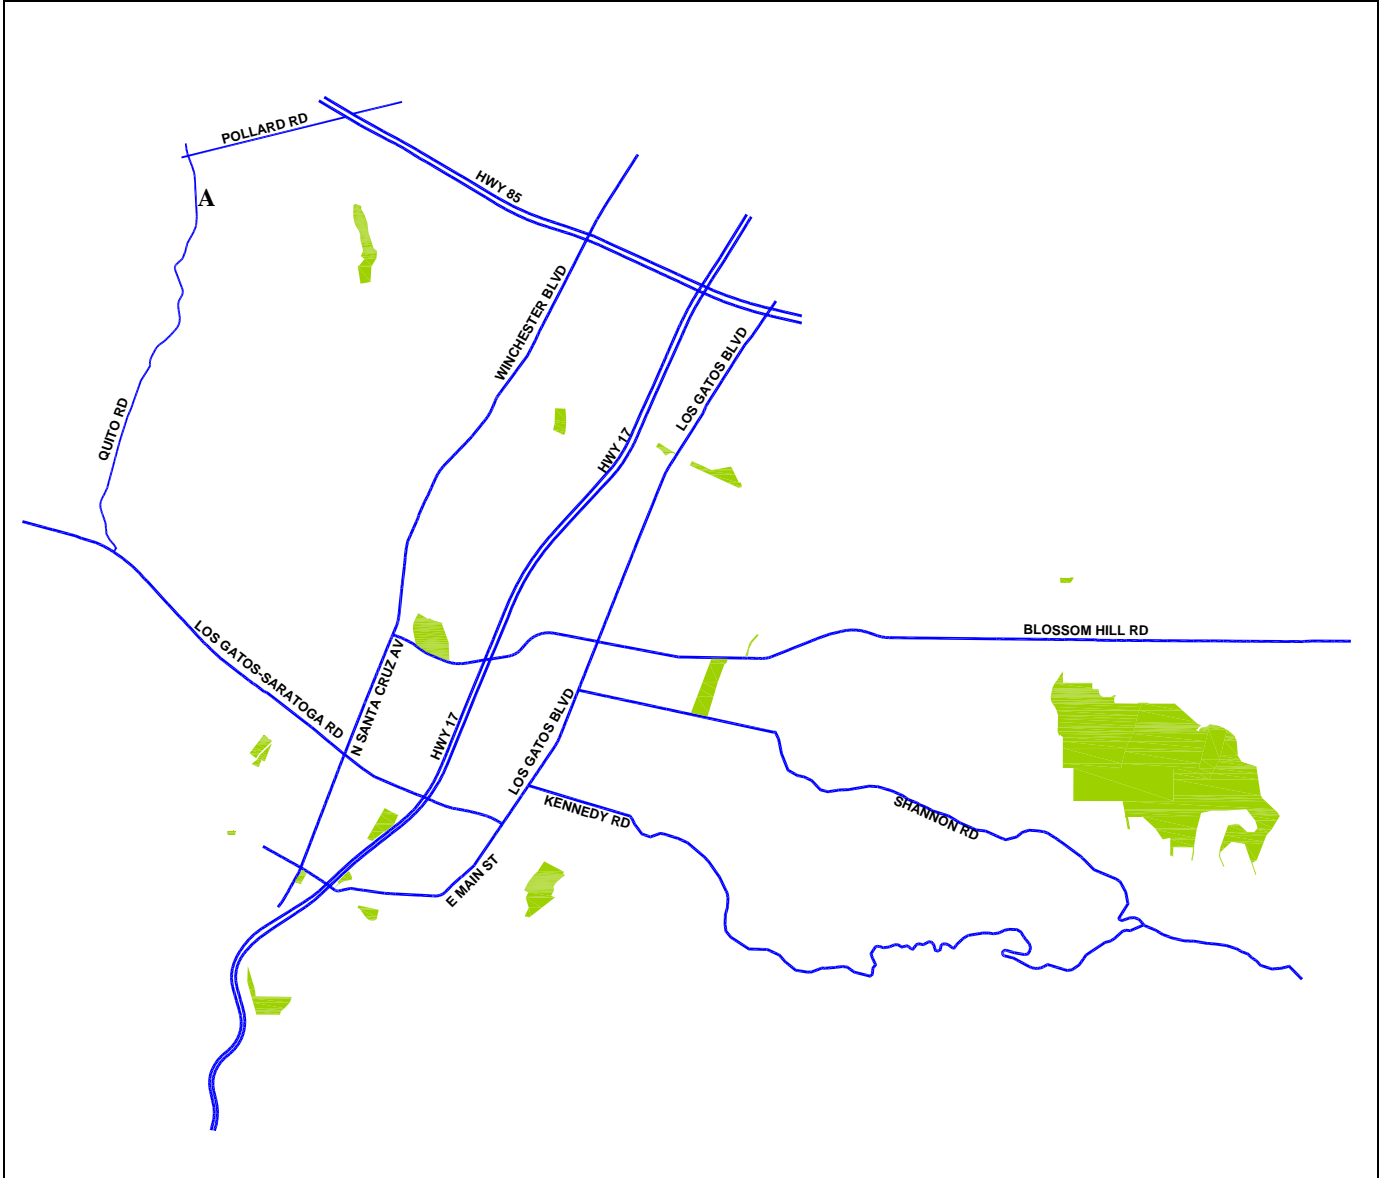 POLLARD RD
HWY 85
A
WINCHESTER BLVD
LOS GATOS BLVD
QUITO RD
HWY 17
LOS GATOS-SARATOGA RD
BLOSSOM HILL RD
N SANTA CRUZ AV
HWY 17
LOS GATOS BLVD
KENNEDY RD
SHANNON RD
E MAIN ST